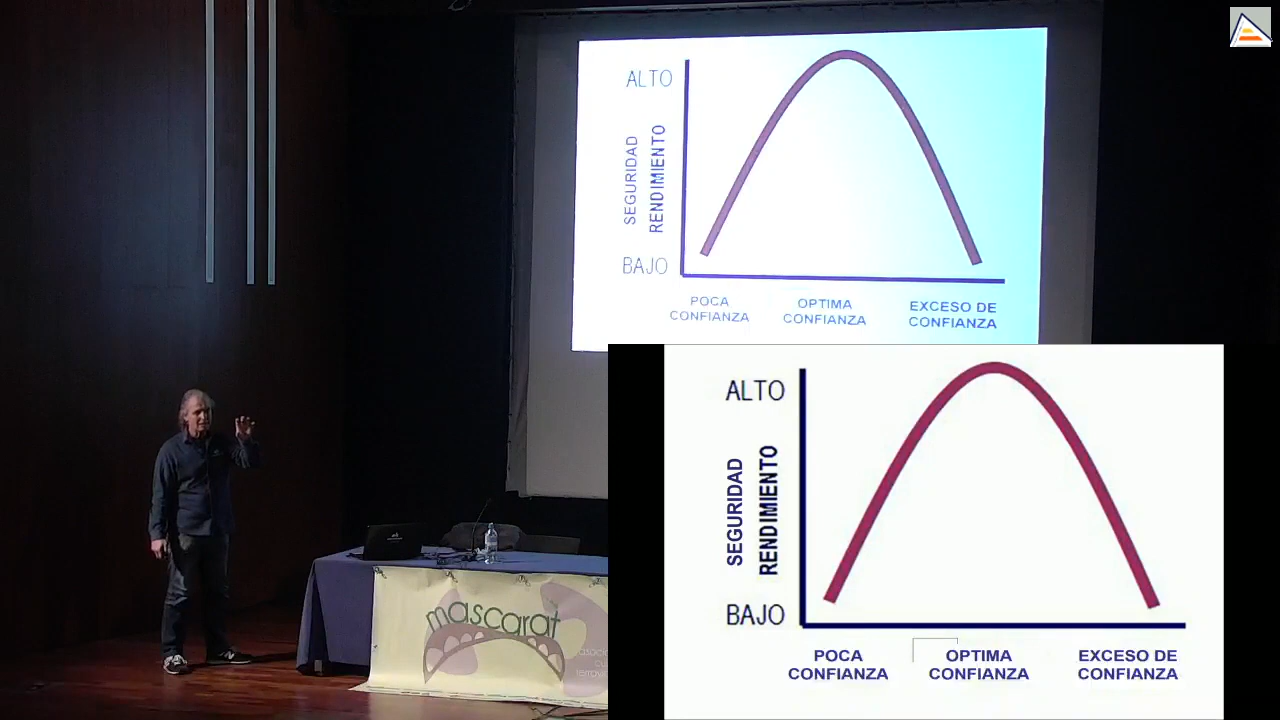 ALTO
SEGURIDAD
RENDIMIENTO
BAJO
POCA
CONFIANZA
OPTIMA
CONFIANZA
EXCESO DE
CONFIANZA
ALTO
SEGURIDAD
RENDIMIENTO
BAJO
POCA
CONFIANZA
OPTIMA
CONFIANZA
EXCESO DE
CONFIANZA
mascarat